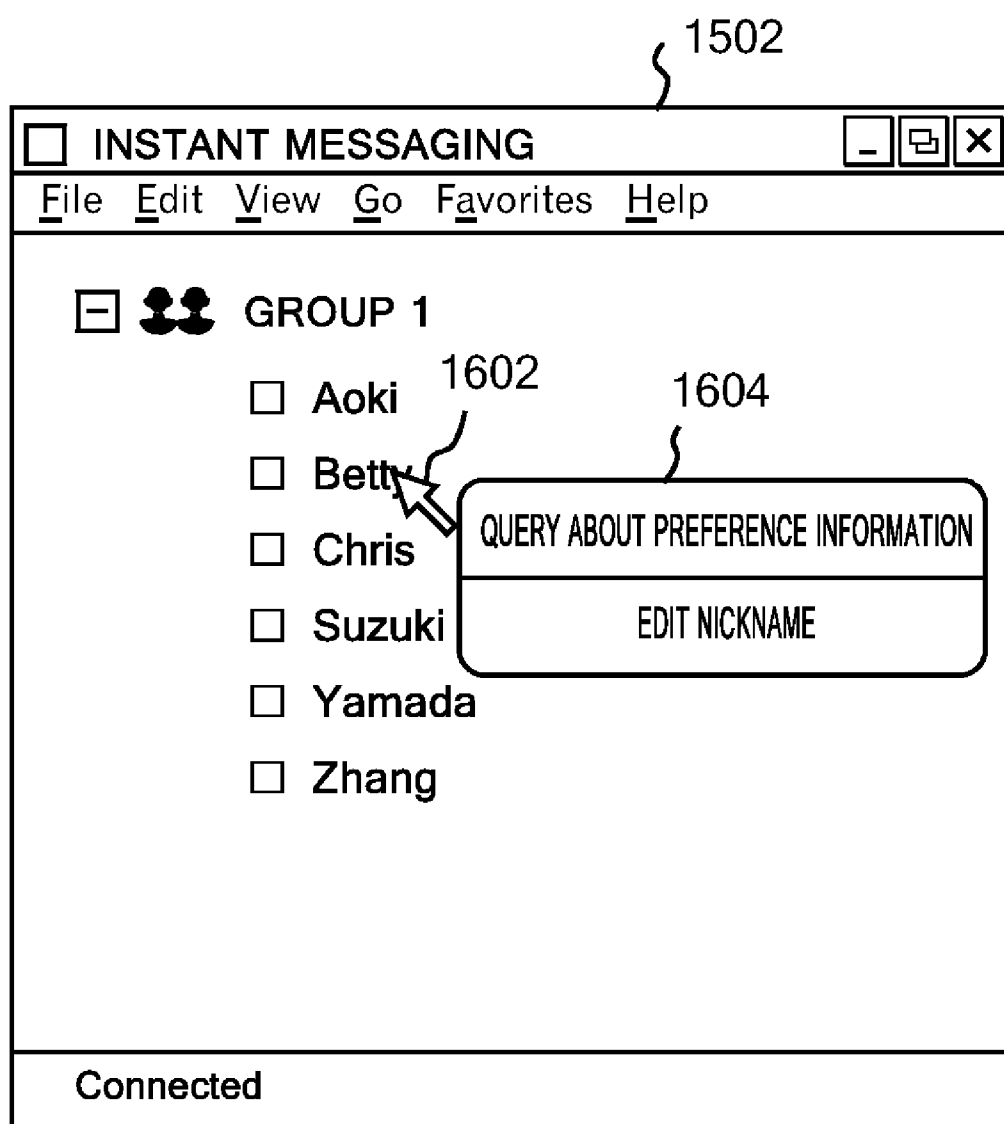 1502
INSTANT MESSAGING
File Edit View Go Favorites Help
GROUP 1
Aoki
1602
1604
Betty
QUERY ABOUT PREFERENCE INFORMATION
Chris
EDIT NICKNAME
Suzuki
Yamada
Zhang
Connected